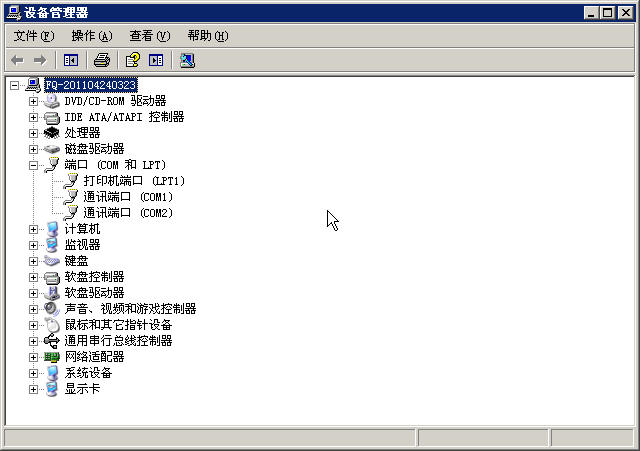 设备管理器
文件(F) 操作(A) 查看(V) 帮助(H)
FQ-201104240323
DVD/CD-ROM 驱动器
IDE ATA/ATAPI 控制器
处理器
磁盘驱动器
端口 (COM 和 LPT)
打印机端口 (LPT1)
通讯端口 (COM1)
通讯端口 (COM2)
计算机
监视器
键盘
软盘控制器
软盘驱动器
声音、视频和游戏控制器
鼠标和其它指针设备
通用串行总线控制器
网络适配器
系统设备
显示卡